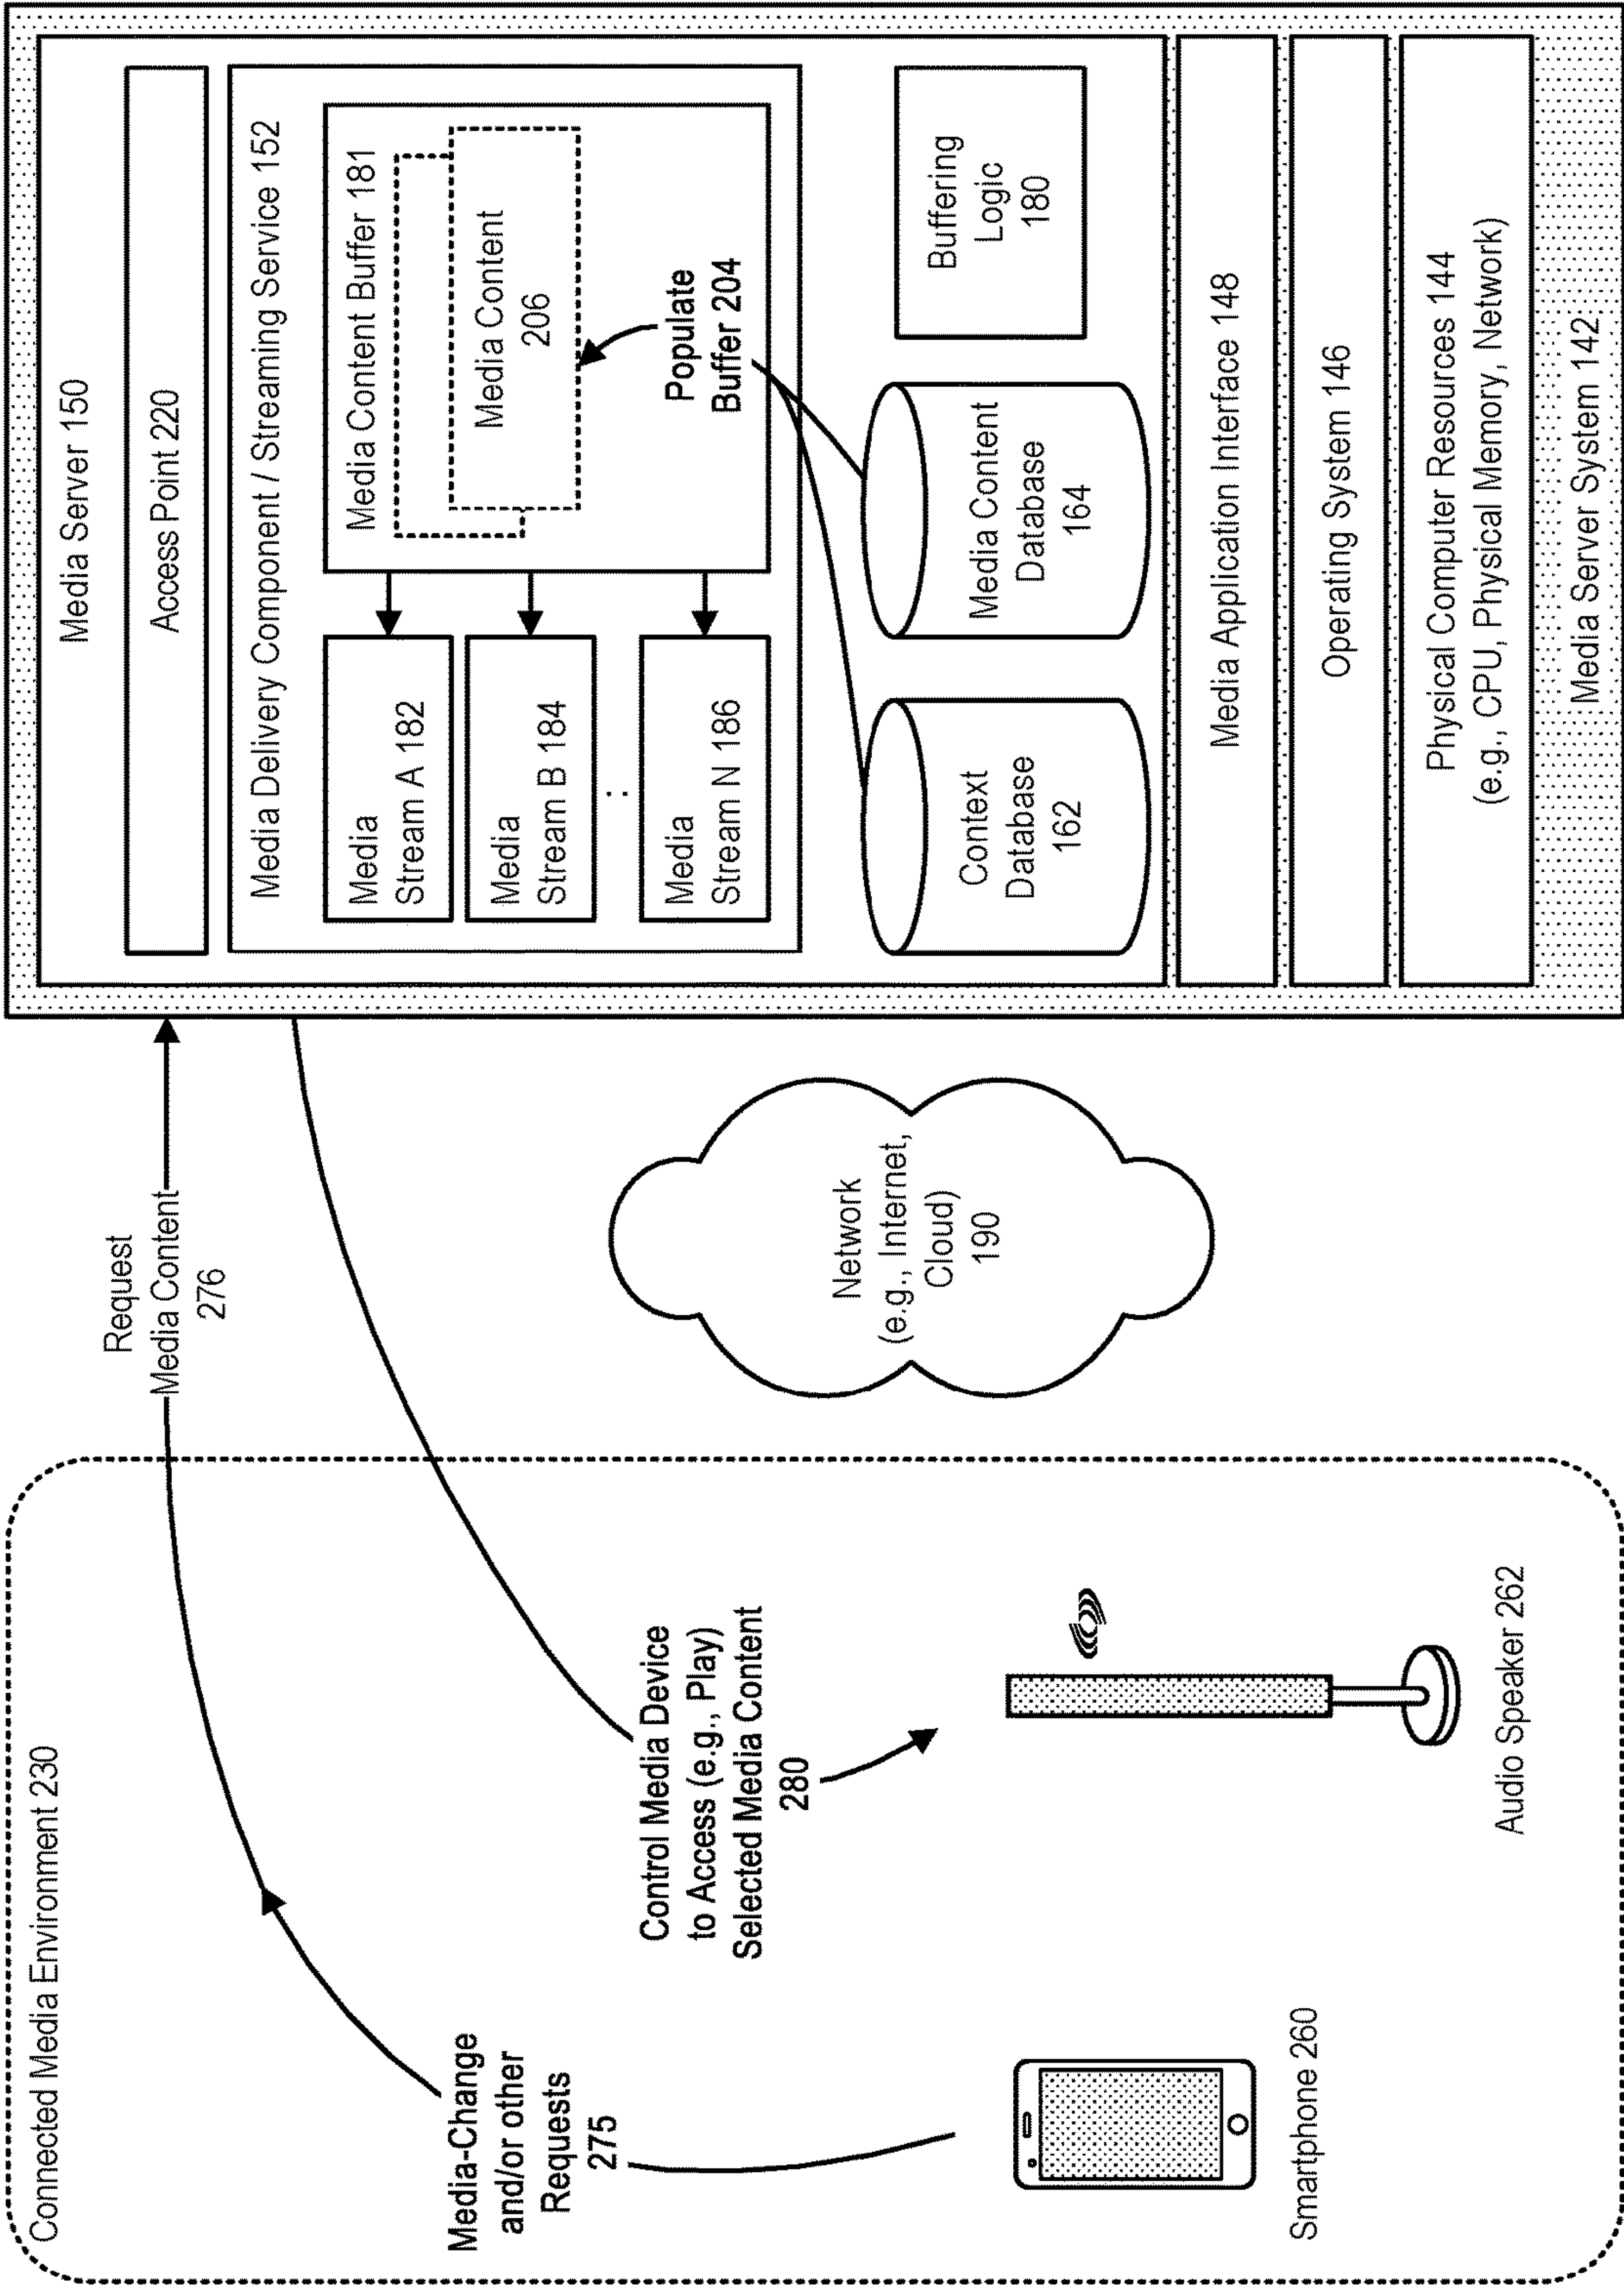 Connected Media Environment 230
Media-Change
and/or other
Requests
275
Smartphone 260
Control Media Device
to Access (e.g., Play)
Selected Media Content
280
Audio Speaker 262
Request
Media Content
276
Network
(e.g., Internet,
Cloud)
190
Media Server 150
Access Point 220
Media Delivery Component / Streaming Service 152
Media
Stream A 182
Media
Stream B 184
:
Media
Stream N 186
Media Content Buffer 181
Media Content
206
Populate
Buffer 204
Context
Database
162
Media Content
Database
164
Buffering
Logic
180
Media Application Interface 148
Operating System 146
Physical Computer Resources 144
(e.g., CPU, Physical Memory, Network)
Media Server System 142